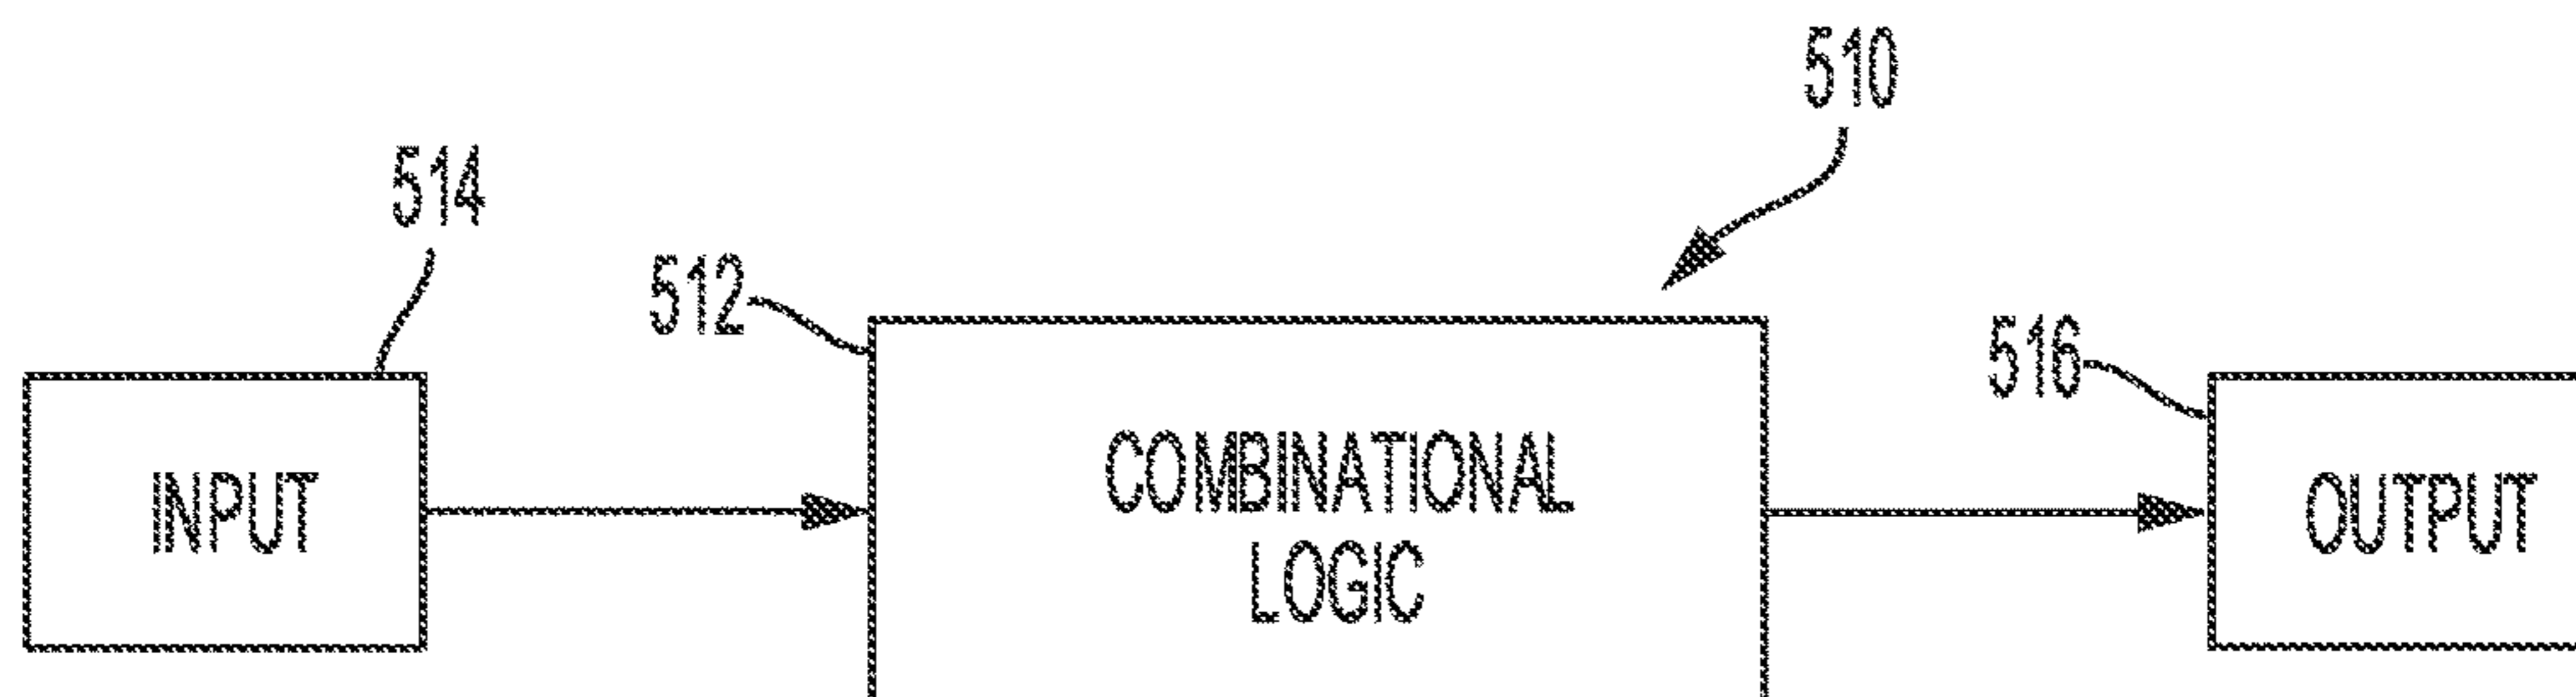 510
514
512
516
INPUT
COMBINATIONAL
LOGIC
OUTPUT